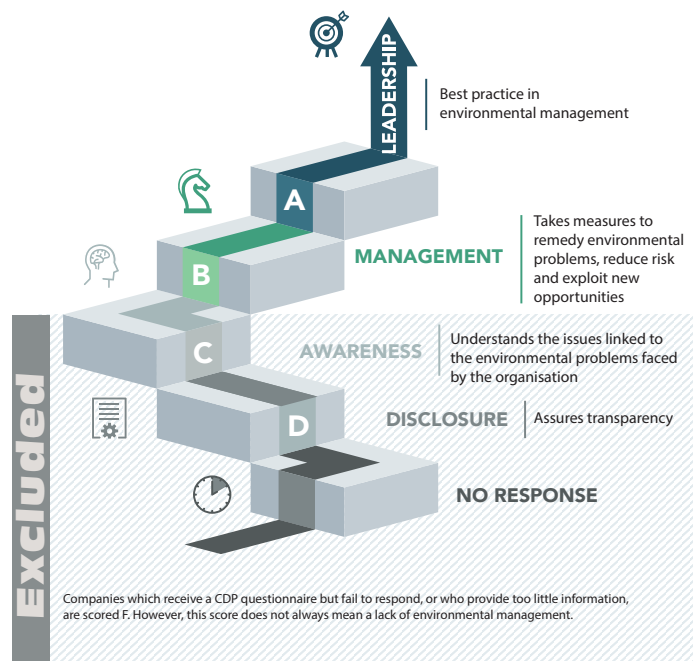 LEADERSHIP
Best practice in
environmental management
A
MANAGEMENT
Takes measures to
remedy environmental
problems, reduce risk
and exploit new
opportunities
B
AWARENESS
Understands the issues linked to
the environmental problems faced
by the organisation
C
DISCLOSURE
Assures transparency
D
NO RESPONSE
Excluded
Companies which receive a CDP questionnaire but fail to respond, or who provide too little information,
are scored F. However, this score does not always mean a lack of environmental management.